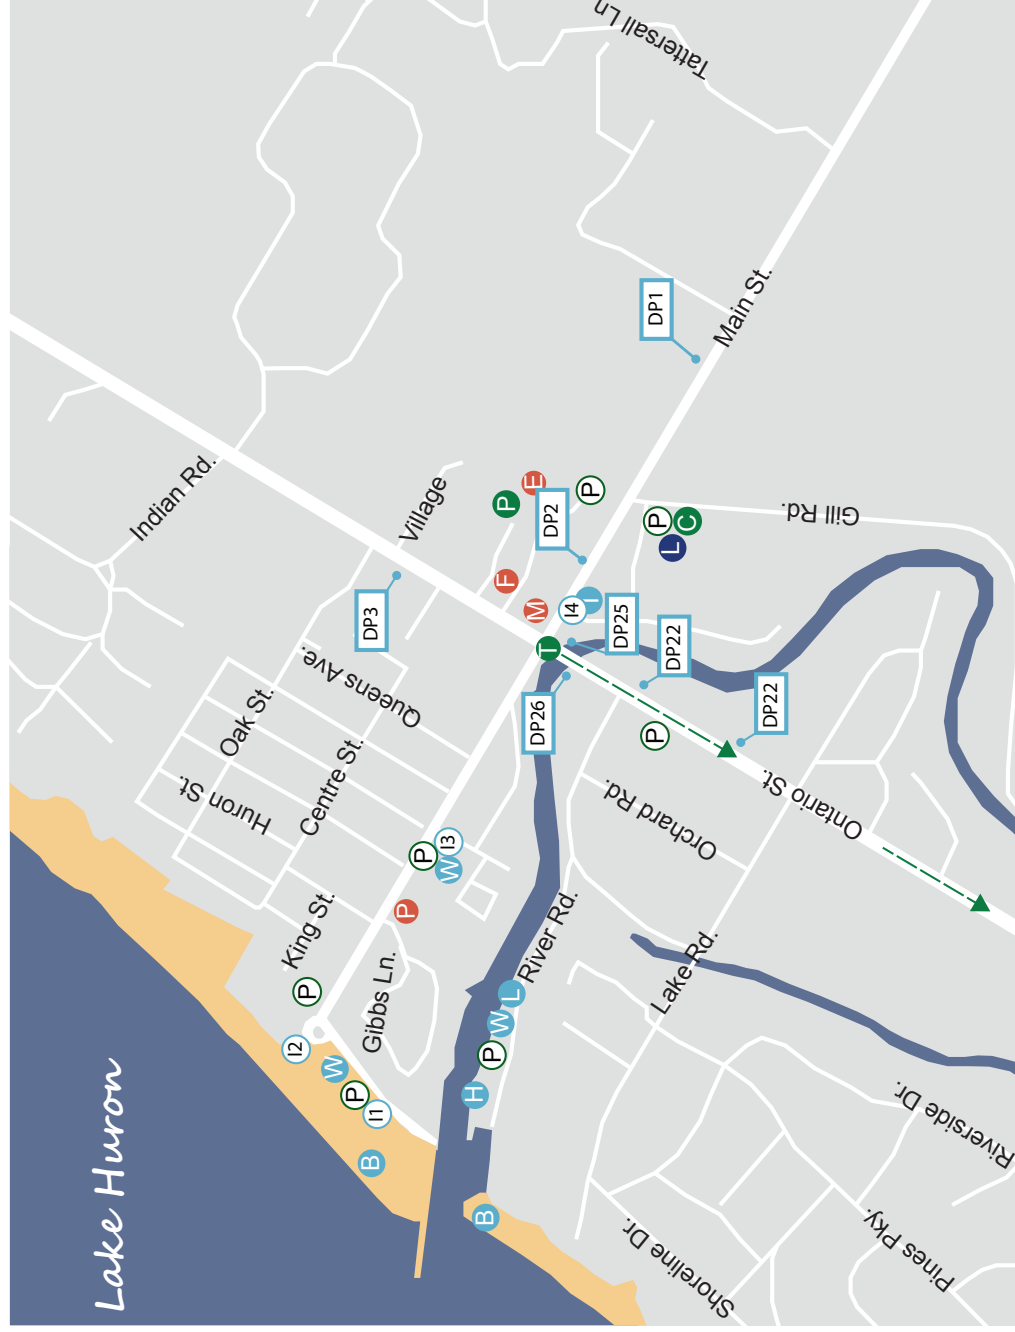 Tattersall Ln
Main St.
DP1
Indian Rd.
Village
P
E
P
DP2
P
C
L
Gill Rd.
F
M
I4
I
DP3
DP25
T
DP22
DP22
DP26
P
Queens Ave.
Oak St.
Huron St.
Centre St.
Ontario St.
Orchard Rd.
P
I3
W
P
King St.
P
Gibbs Ln.
River Rd.
Lake Rd.
L
W
P
H
I2
W
P
I1
B
B
Lake Huron
Riverside Dr.
Pines Pky.
Shoreline Dr.